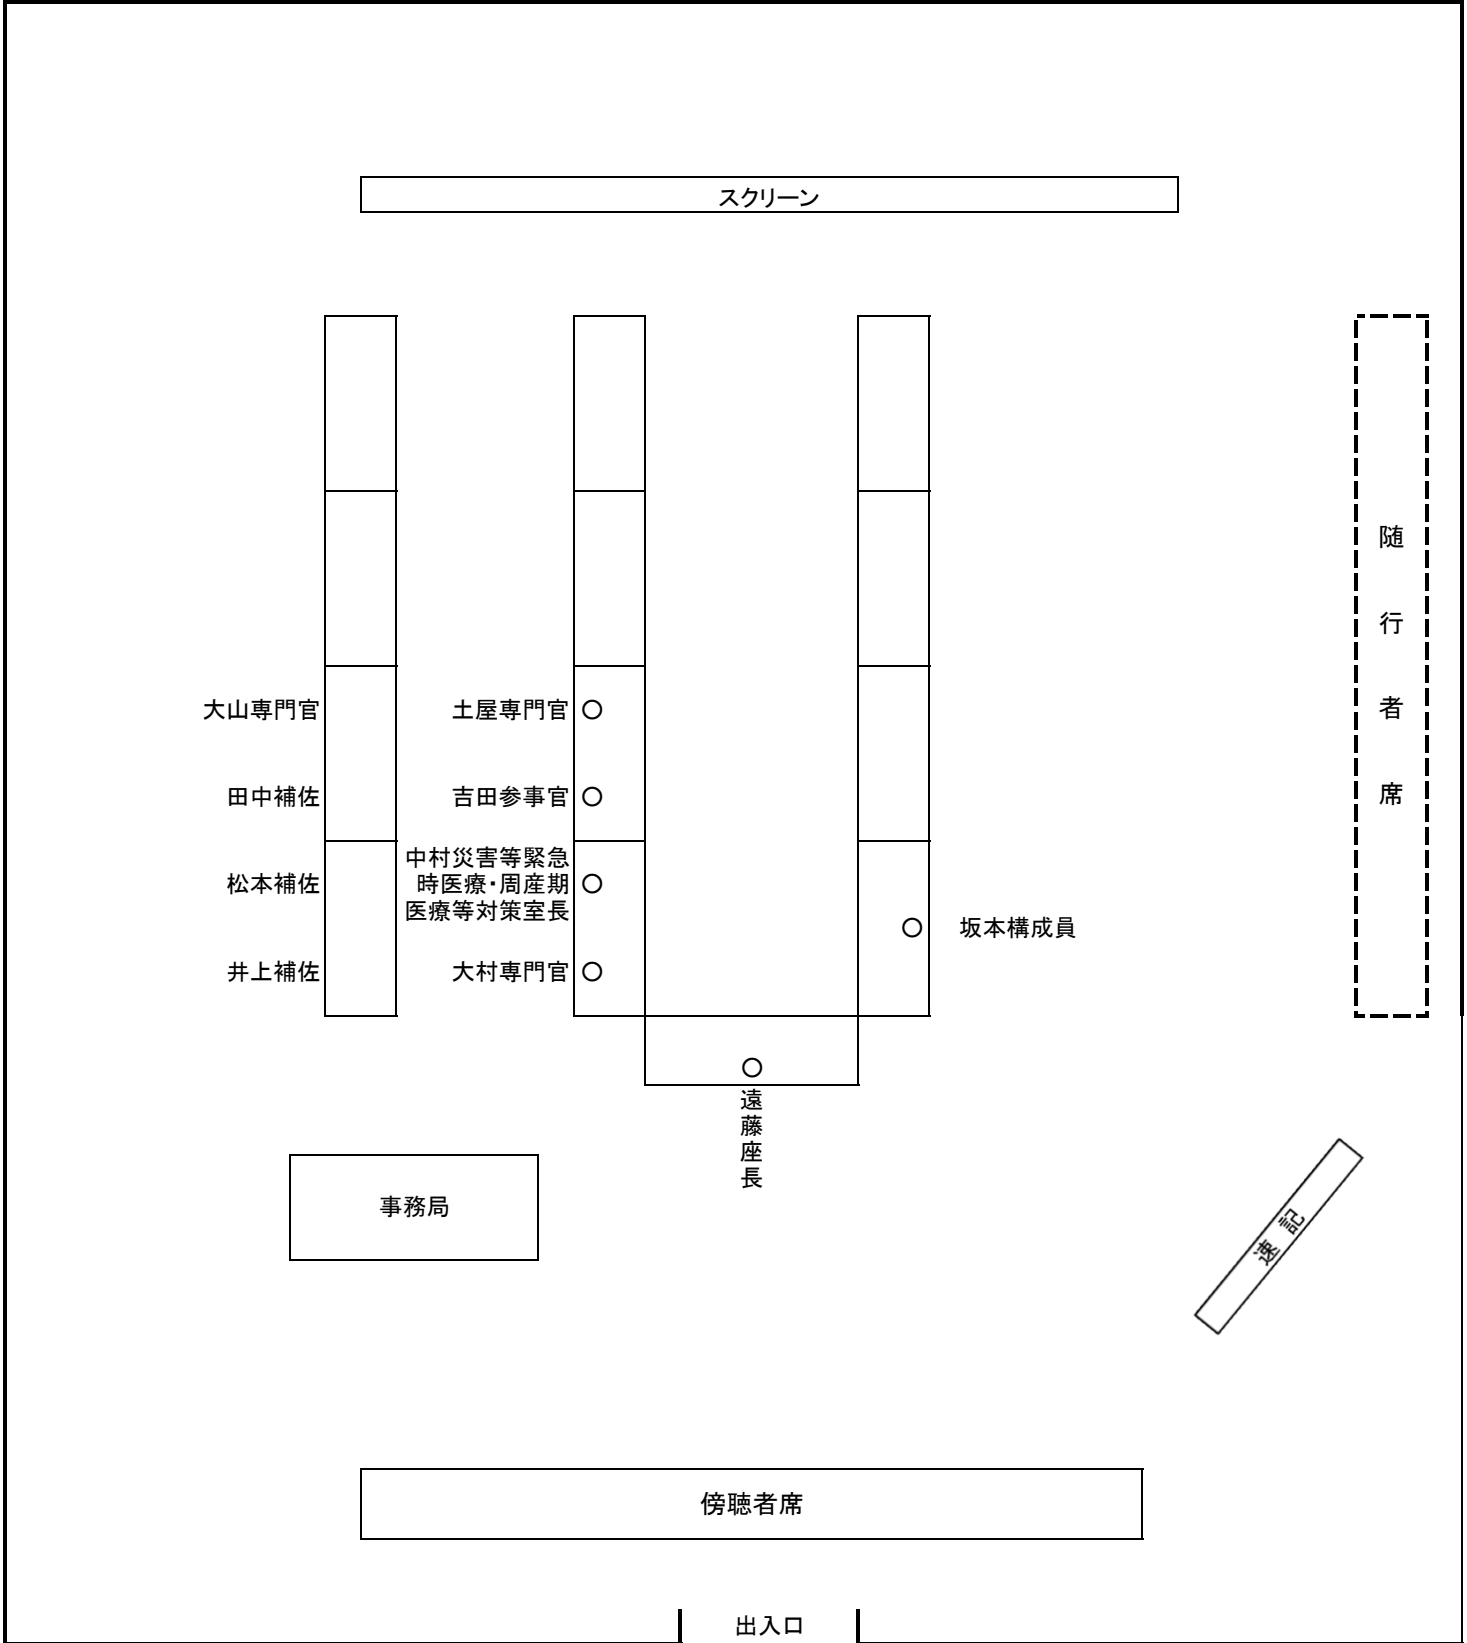 スクリーン
随行者席
大山専門官
土屋専門官 ○
田中補佐
吉田参事官 ○
中村災害等緊急
時医療・周産期 ○
医療等対策室長
松本補佐
○ 坂本構成員
井上補佐
大村専門官 ○
○
遠藤座長
事務局
速記
傍聴者席
出入口